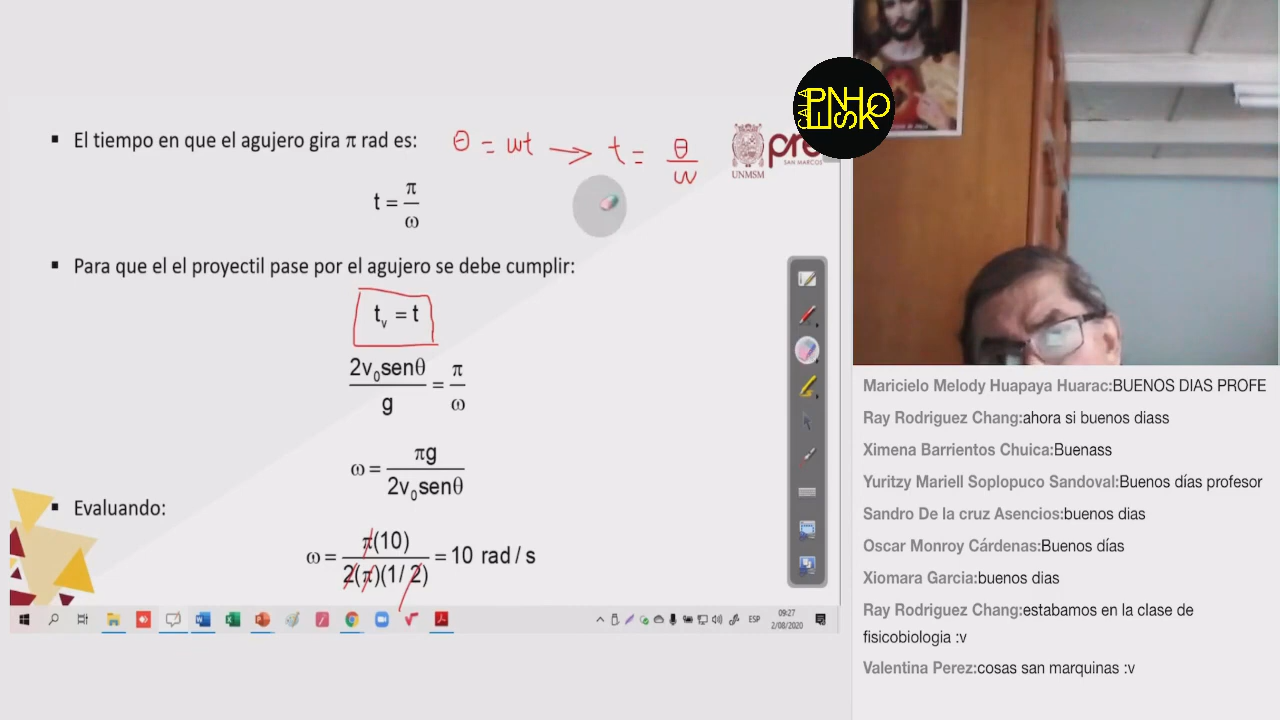 ▪ El tiempo en que el agujero gira π rad es:
θ = wt → t = θ/w
UNMSM
pre
SAN MARCOS
t = π/ω
▪ Para que el el proyectil pase por el agujero se debe cumplir:
tᵥ = t
2v₀senθ/g = π/ω
ω = πg/2v₀senθ
▪ Evaluando:
ω = π(10)/2(π)(1/2) = 10 rad/s
ESP
09:27
2/08/2020
Maricielo Melody Huapaya Huarac:BUENOS DIAS PROFE
Ray Rodriguez Chang:ahora si buenos diass
Ximena Barrientos Chuica:Buenass
Yuritzy Mariell Soplopuco Sandoval:Buenos días profesor
Sandro De la cruz Asencios:buenos dias
Oscar Monroy Cárdenas:Buenos días
Xiomara Garcia:buenos dias
Ray Rodriguez Chang:estabamos en la clase de
fisicobiologia :v
Valentina Perez:cosas san marquinas :v